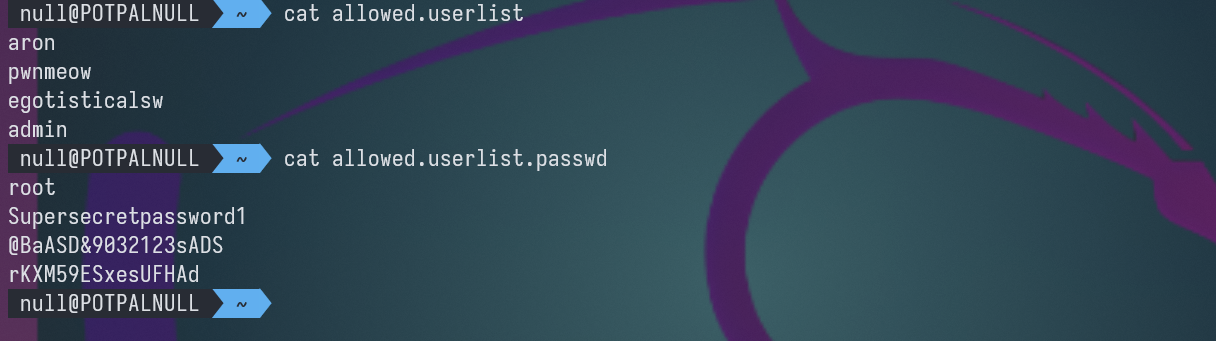 null@POTPALNULL ~ cat allowed.userlist
aron
pwnmeow
egotisticalsw
admin
null@POTPALNULL ~ cat allowed.userlist.passwd
root
Supersecretpassword1
@BaASD&9032123sADS
rKXM59ESxesUFHAd
null@POTPALNULL ~